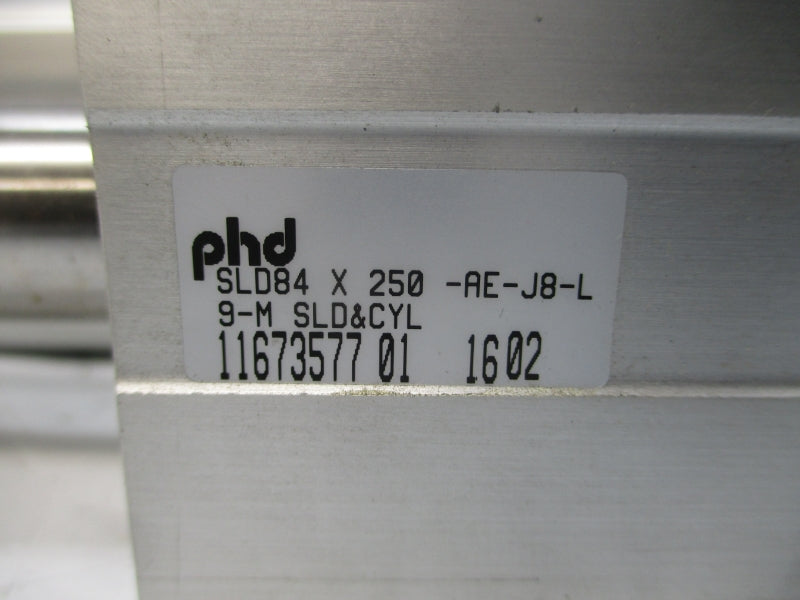 phd
SLD84 X 250 -AE-J8-L
9-M SLD&CYL
11673577 01 1602